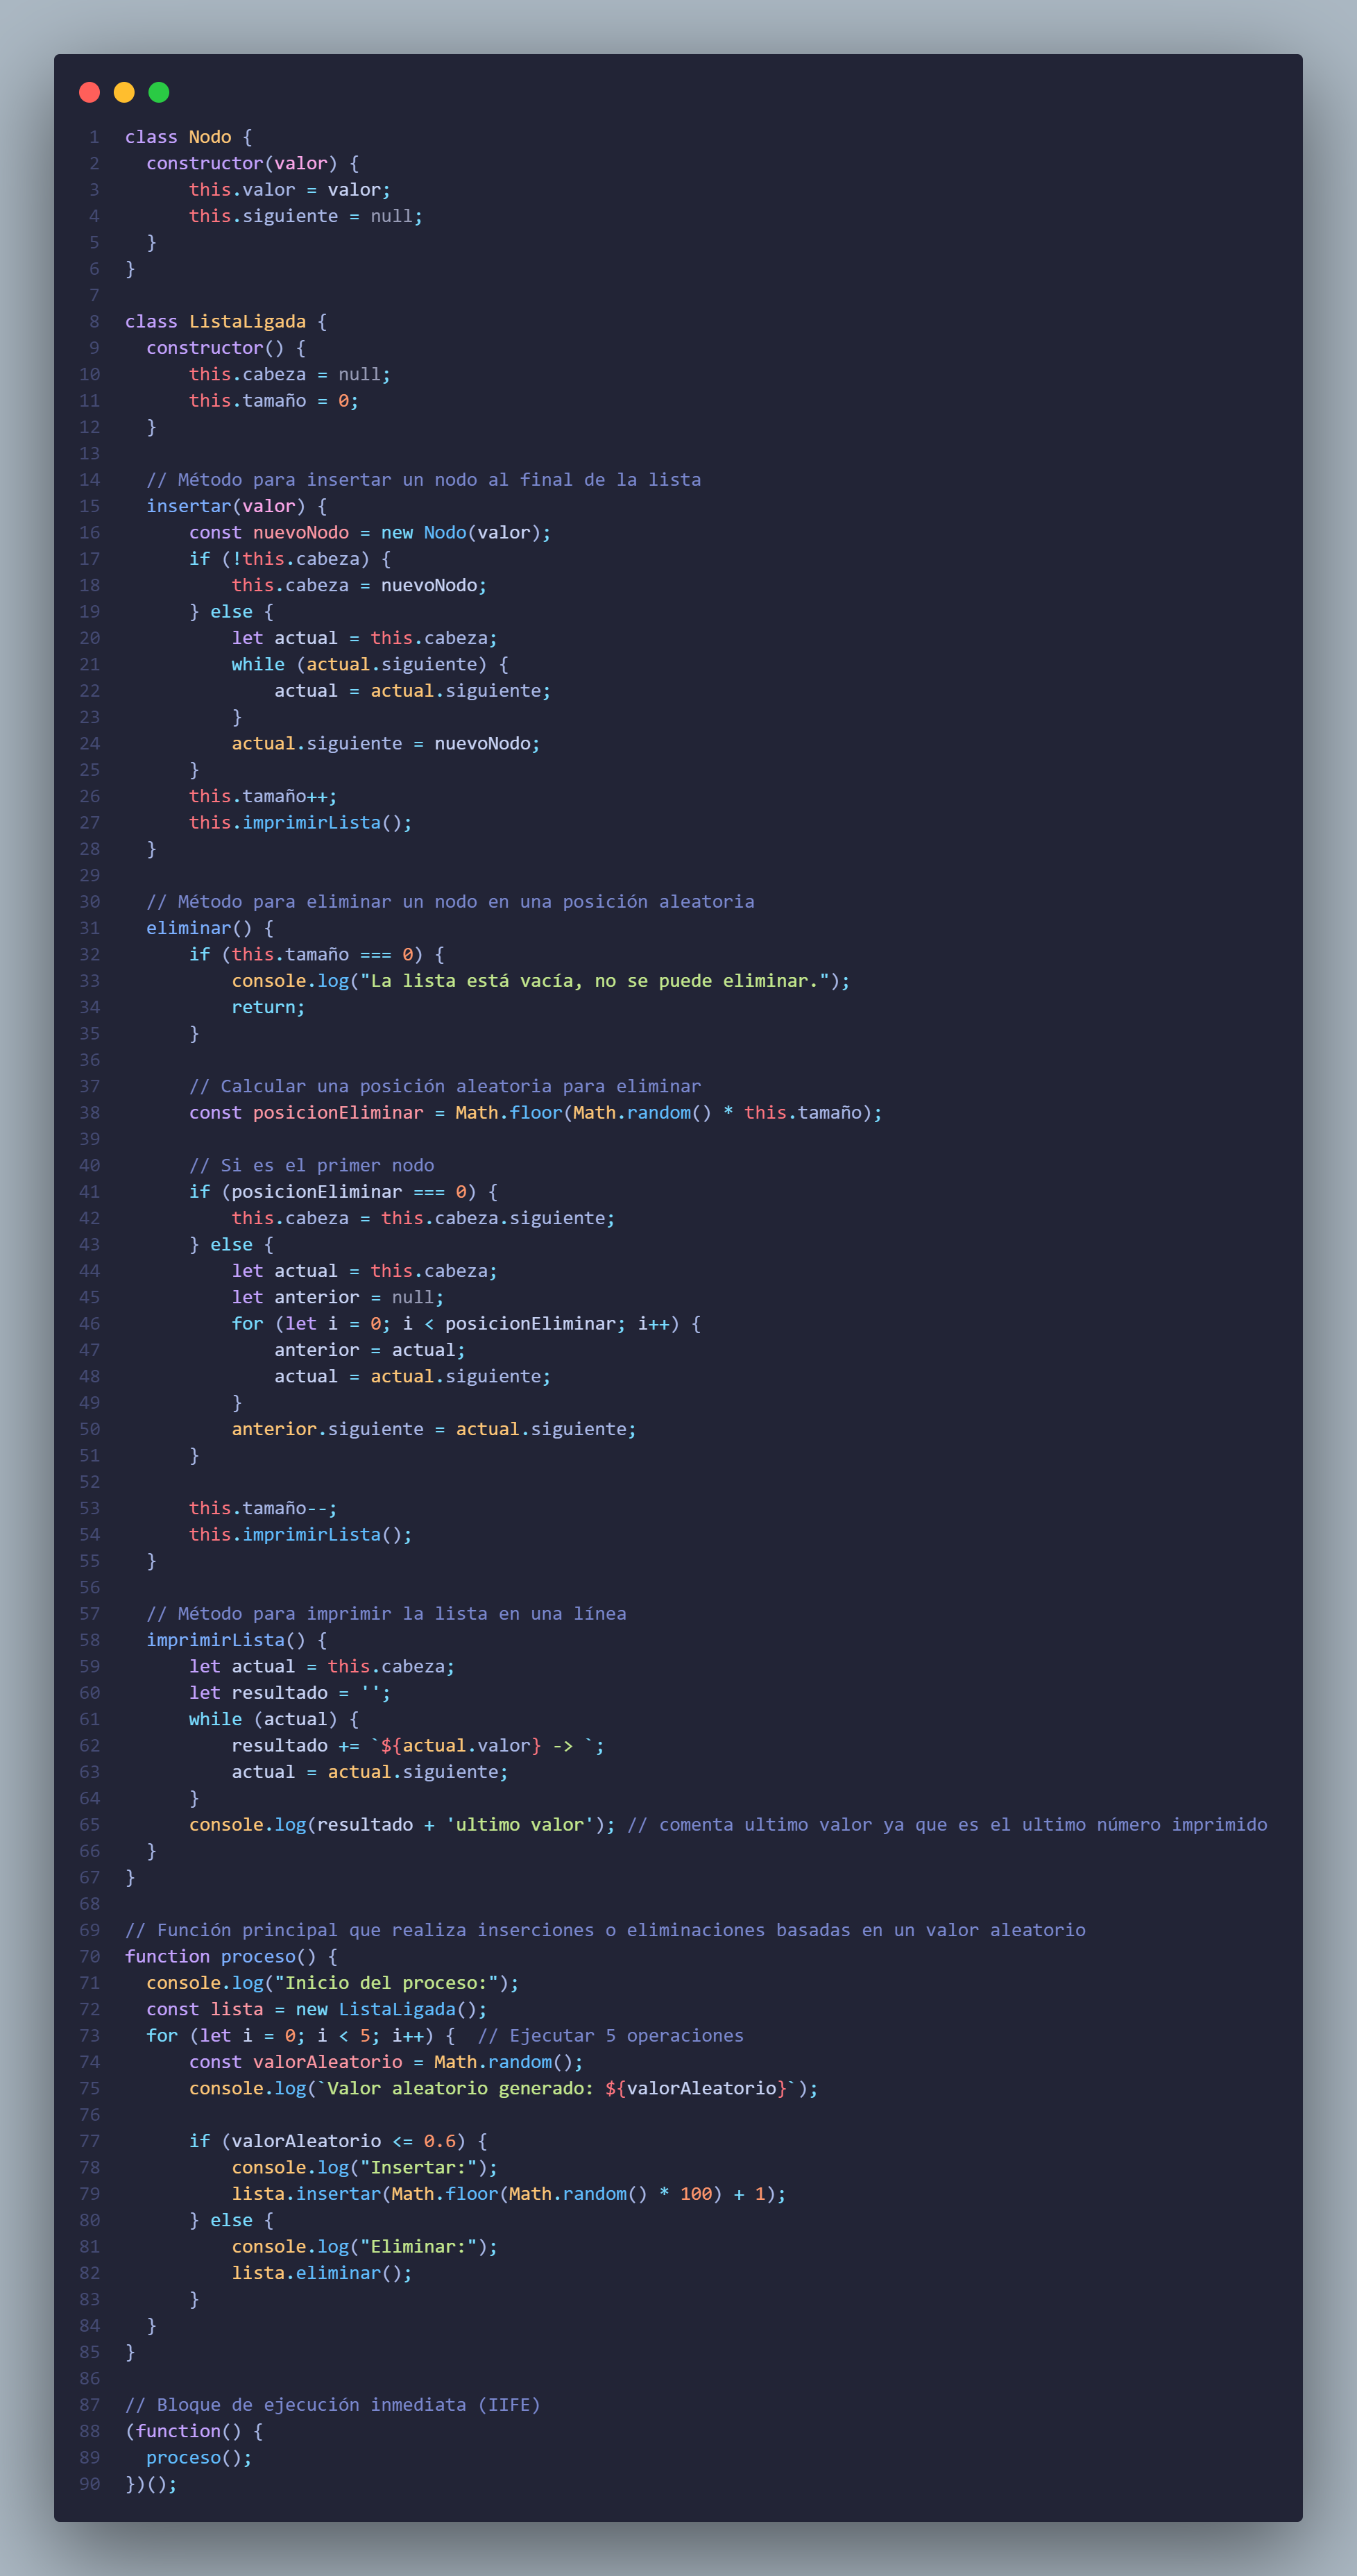 1 class Nodo {
2   constructor(valor) {
3       this.valor = valor;
4       this.siguiente = null;
5   }
6 }
7
8 class ListaLigada {
9   constructor() {
10       this.cabeza = null;
11       this.tamaño = 0;
12   }
13
14   // Método para insertar un nodo al final de la lista
15   insertar(valor) {
16       const nuevoNodo = new Nodo(valor);
17       if (!this.cabeza) {
18           this.cabeza = nuevoNodo;
19       } else {
20           let actual = this.cabeza;
21           while (actual.siguiente) {
22               actual = actual.siguiente;
23           }
24           actual.siguiente = nuevoNodo;
25       }
26       this.tamaño++;
27       this.imprimirLista();
28   }
29
30   // Método para eliminar un nodo en una posición aleatoria
31   eliminar() {
32       if (this.tamaño === 0) {
33           console.log("La lista está vacía, no se puede eliminar.");
34           return;
35       }
36
37       // Calcular una posición aleatoria para eliminar
38       const posicionEliminar = Math.floor(Math.random() * this.tamaño);
39
40       // Si es el primer nodo
41       if (posicionEliminar === 0) {
42           this.cabeza = this.cabeza.siguiente;
43       } else {
44           let actual = this.cabeza;
45           let anterior = null;
46           for (let i = 0; i < posicionEliminar; i++) {
47               anterior = actual;
48               actual = actual.siguiente;
49           }
50           anterior.siguiente = actual.siguiente;
51       }
52
53       this.tamaño--;
54       this.imprimirLista();
55   }
56
57   // Método para imprimir la lista en una línea
58   imprimirLista() {
59       let actual = this.cabeza;
60       let resultado = '';
61       while (actual) {
62           resultado += `${actual.valor} -> `;
63           actual = actual.siguiente;
64       }
65       console.log(resultado + 'ultimo valor'); // comenta ultimo valor ya que es el ultimo número imprimido
66   }
67 }
68
69 // Función principal que realiza inserciones o eliminaciones basadas en un valor aleatorio
70 function proceso() {
71   console.log("Inicio del proceso:");
72   const lista = new ListaLigada();
73   for (let i = 0; i < 5; i++) {  // Ejecutar 5 operaciones
74       const valorAleatorio = Math.random();
75       console.log(`Valor aleatorio generado: ${valorAleatorio}`);
76
77       if (valorAleatorio <= 0.6) {
78           console.log("Insertar:");
79           lista.insertar(Math.floor(Math.random() * 100) + 1);
80       } else {
81           console.log("Eliminar:");
82           lista.eliminar();
83       }
84   }
85 }
86
87 // Bloque de ejecución inmediata (IIFE)
88 (function() {
89   proceso();
90 })();